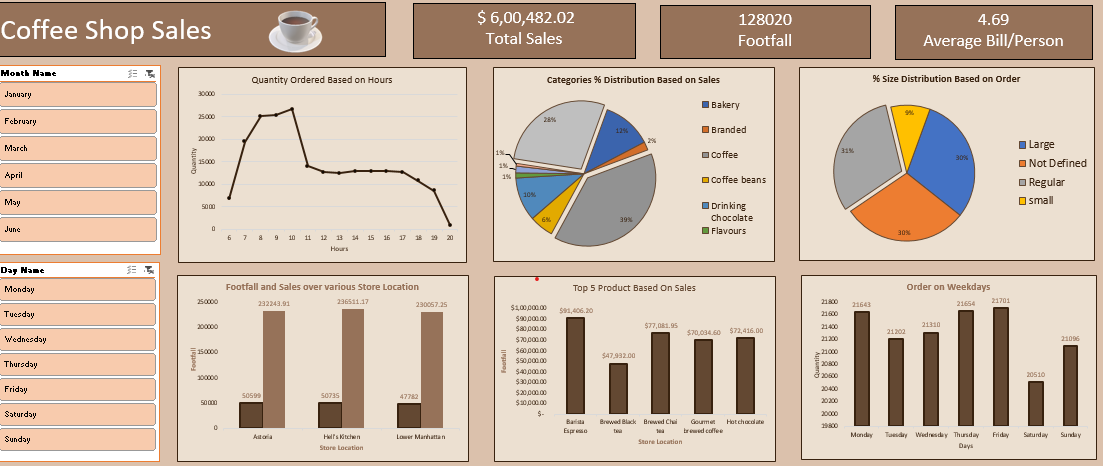 Coffee Shop Sales
$ 6,00,482.02
Total Sales
128020
Footfall
4.69
Average Bill/Person
Month Name
January
February
March
April
May
June
Day Name
Monday
Tuesday
Wednesday
Thursday
Friday
Saturday
Sunday
Quantity Ordered Based on Hours
30000
25000
20000
15000
10000
5000
0
Quantity
6 7 8 9 10 11 12 13 14 15 16 17 18 19 20
Hours
Categories % Distribution Based on Sales
28%
12%
2%
39%
6%
10%
1%
1%
1%
Bakery
Branded
Coffee
Coffee beans
Drinking
Chocolate
Flavours
% Size Distribution Based on Order
9%
30%
30%
31%
Large
Not Defined
Regular
small
Footfall and Sales over various Store Location
250000
200000
150000
100000
50000
0
Footfall
50599 232243.91
50735 236511.17
47782 230057.25
Astoria Hell's Kitchen Lower Manhattan
Store Location
Top 5 Product Based On Sales
$1,00,000.00
$90,000.00
$80,000.00
$70,000.00
$60,000.00
$50,000.00
$40,000.00
$30,000.00
$20,000.00
$10,000.00
$-
Footfall
$91,406.20 $47,932.00 $77,081.95 $70,034.60 $72,416.00
Barista Brewed Black Brewed Chai Gourmet Hot chocolate
Espresso tea tea brewed coffee
Store Location
Order on Weekdays
21800
21600
21400
21200
21000
20800
20600
20400
20200
20000
19800
Quantity
21643 21202 21310 21654 21701 20510 21096
Monday Tuesday Wednesday Thursday Friday Saturday Sunday
Days